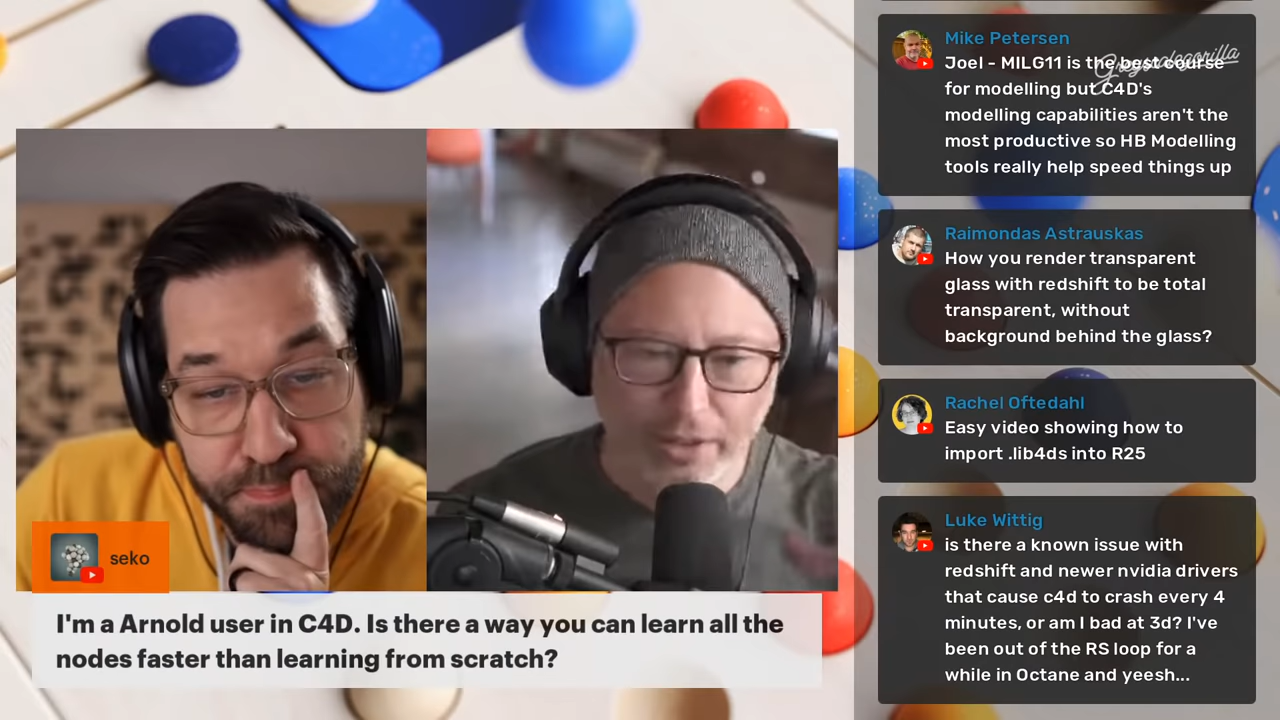 seko
I'm a Arnold user in C4D. Is there a way you can learn all the
nodes faster than learning from scratch?
Mike Petersen
Joel - MILG11 is the best course
for modelling but C4D's
modelling capabilities aren't the
most productive so HB Modelling
tools really help speed things up
Greyscalegorilla
Raimondas Astrauskas
How you render transparent
glass with redshift to be total
transparent, without
background behind the glass?
Rachel Oftedahl
Easy video showing how to
import .lib4ds into R25
Luke Wittig
is there a known issue with
redshift and newer nvidia drivers
that cause c4d to crash every 4
minutes, or am I bad at 3d? I've
been out of the RS loop for a
while in Octane and yeesh...